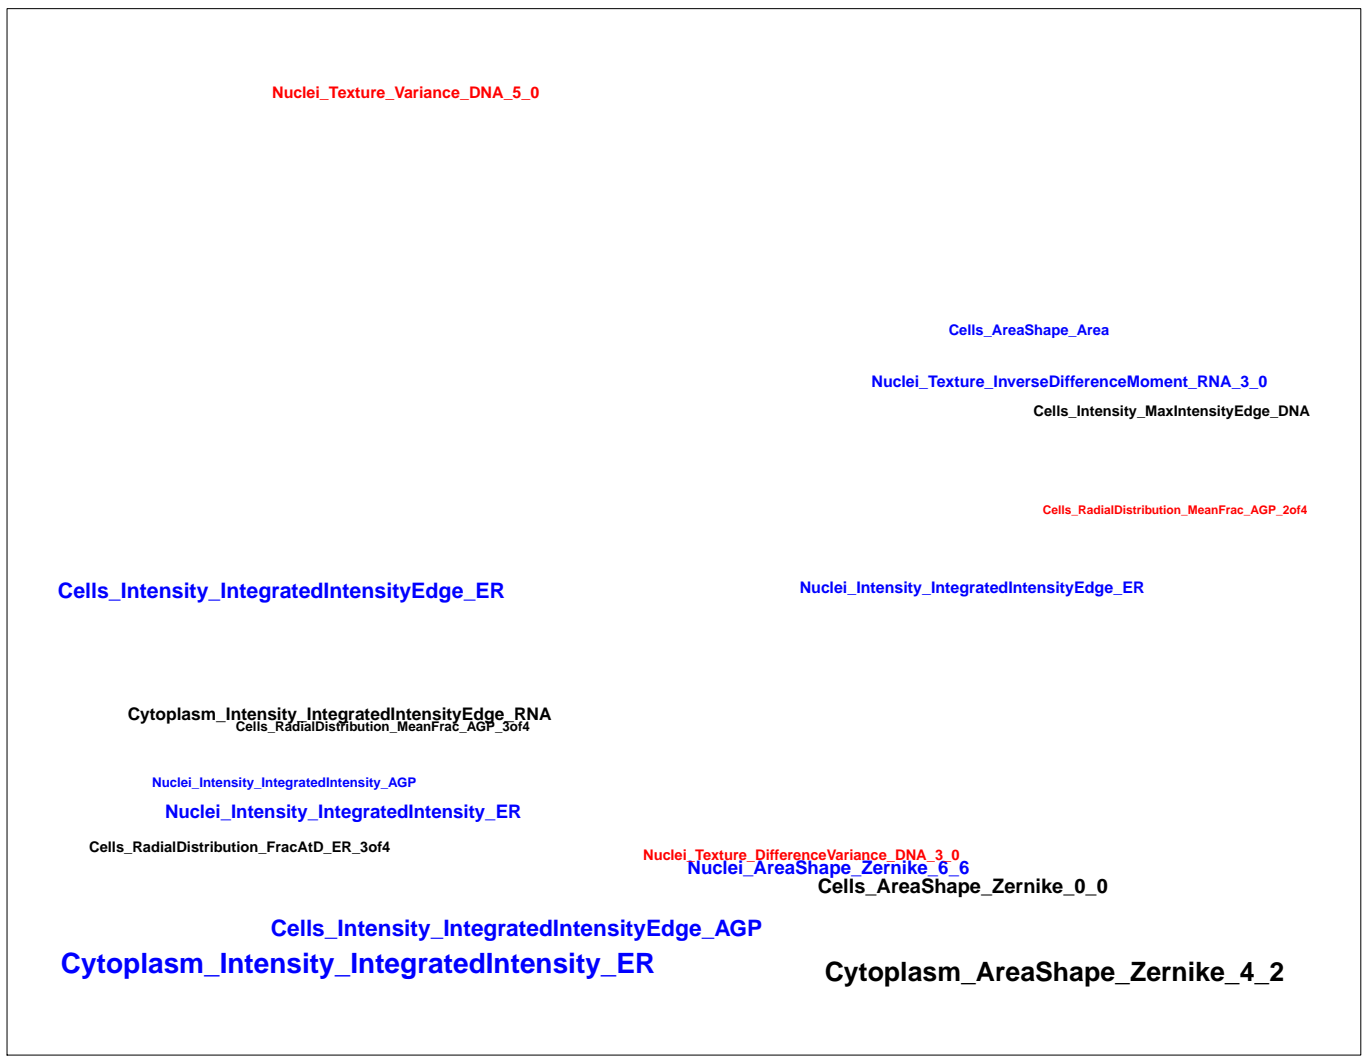 Nuclei_Texture_Variance_DNA_5_0
Cells_AreaShape_Area
Nuclei_Texture_InverseDifferenceMoment_RNA_3_0
Cells_Intensity_MaxIntensityEdge_DNA
Cells_RadialDistribution_MeanFrac_AGP_2of4
Cells_Intensity_IntegratedIntensityEdge_ER
Nuclei_Intensity_IntegratedIntensityEdge_ER
Cytoplasm_Intensity_IntegratedIntensityEdge_RNA
Cells_RadialDistribution_MeanFrac_AGP_3of4
Nuclei_Intensity_IntegratedIntensity_AGP
Nuclei_Intensity_IntegratedIntensity_ER
Cells_RadialDistribution_FracAtD_ER_3of4
Nuclei_Texture_DifferenceVariance_DNA_3_0
Nuclei_AreaShape_Zernike_6_6
Cells_AreaShape_Zernike_0_0
Cells_Intensity_IntegratedIntensityEdge_AGP
Cytoplasm_Intensity_IntegratedIntensity_ER
Cytoplasm_AreaShape_Zernike_4_2